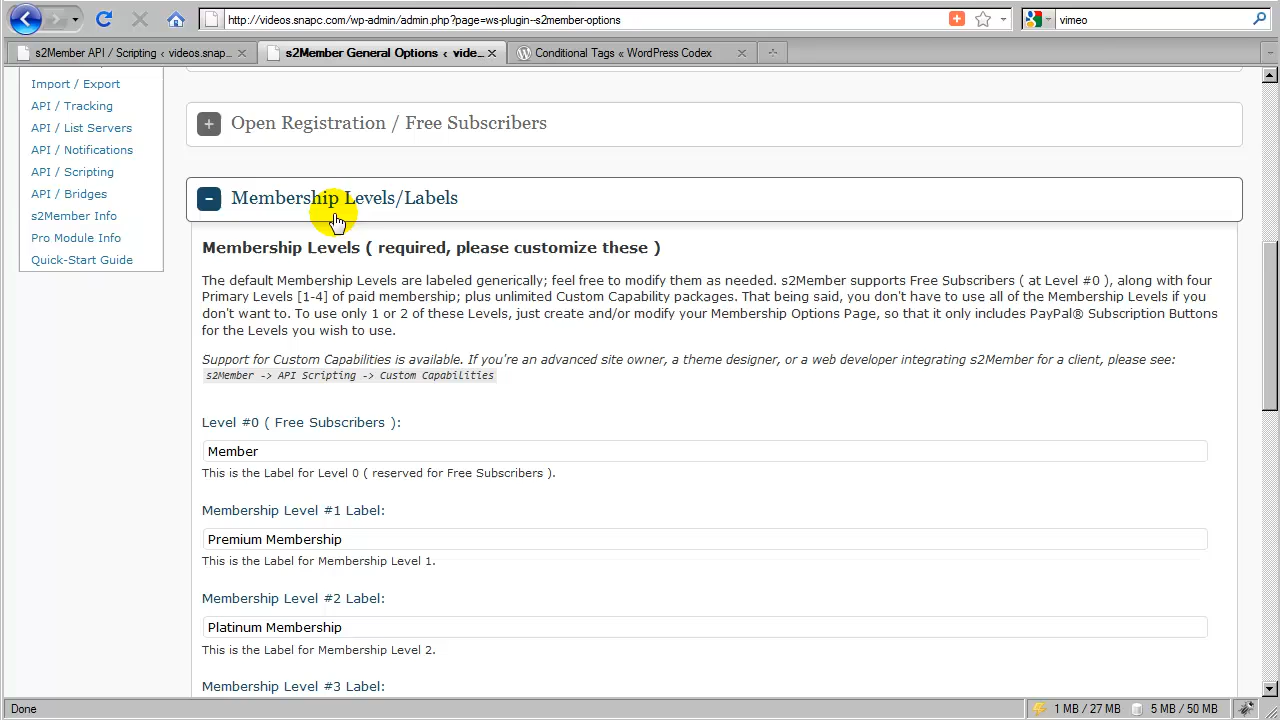 http://videos.snapc.com/wp-admin/admin.php?page=ws-plugin--s2member-options
vimeo
s2Member API / Scripting ‹ videos.snap...
s2Member General Options ‹ vide...
Conditional Tags « WordPress Codex
Import / Export
API / Tracking
API / List Servers
API / Notifications
API / Scripting
API / Bridges
s2Member Info
Pro Module Info
Quick-Start Guide
Open Registration / Free Subscribers
Membership Levels/Labels
Membership Levels ( required, please customize these )
The default Membership Levels are labeled generically; feel free to modify them as needed. s2Member supports Free Subscribers ( at Level #0 ), along with four
Primary Levels [1-4] of paid membership; plus unlimited Custom Capability packages. That being said, you don't have to use all of the Membership Levels if you
don't want to. To use only 1 or 2 of these Levels, just create and/or modify your Membership Options Page, so that it only includes PayPal® Subscription Buttons
for the Levels you wish to use.
Support for Custom Capabilities is available. If you're an advanced site owner, a theme designer, or a web developer integrating s2Member for a client, please see:
s2Member -> API Scripting -> Custom Capabilities
Level #0 ( Free Subscribers ):
Member
This is the Label for Level 0 ( reserved for Free Subscribers ).
Membership Level #1 Label:
Premium Membership
This is the Label for Membership Level 1.
Membership Level #2 Label:
Platinum Membership
This is the Label for Membership Level 2.
Membership Level #3 Label:
Done
1 MB / 27 MB
5 MB / 50 MB